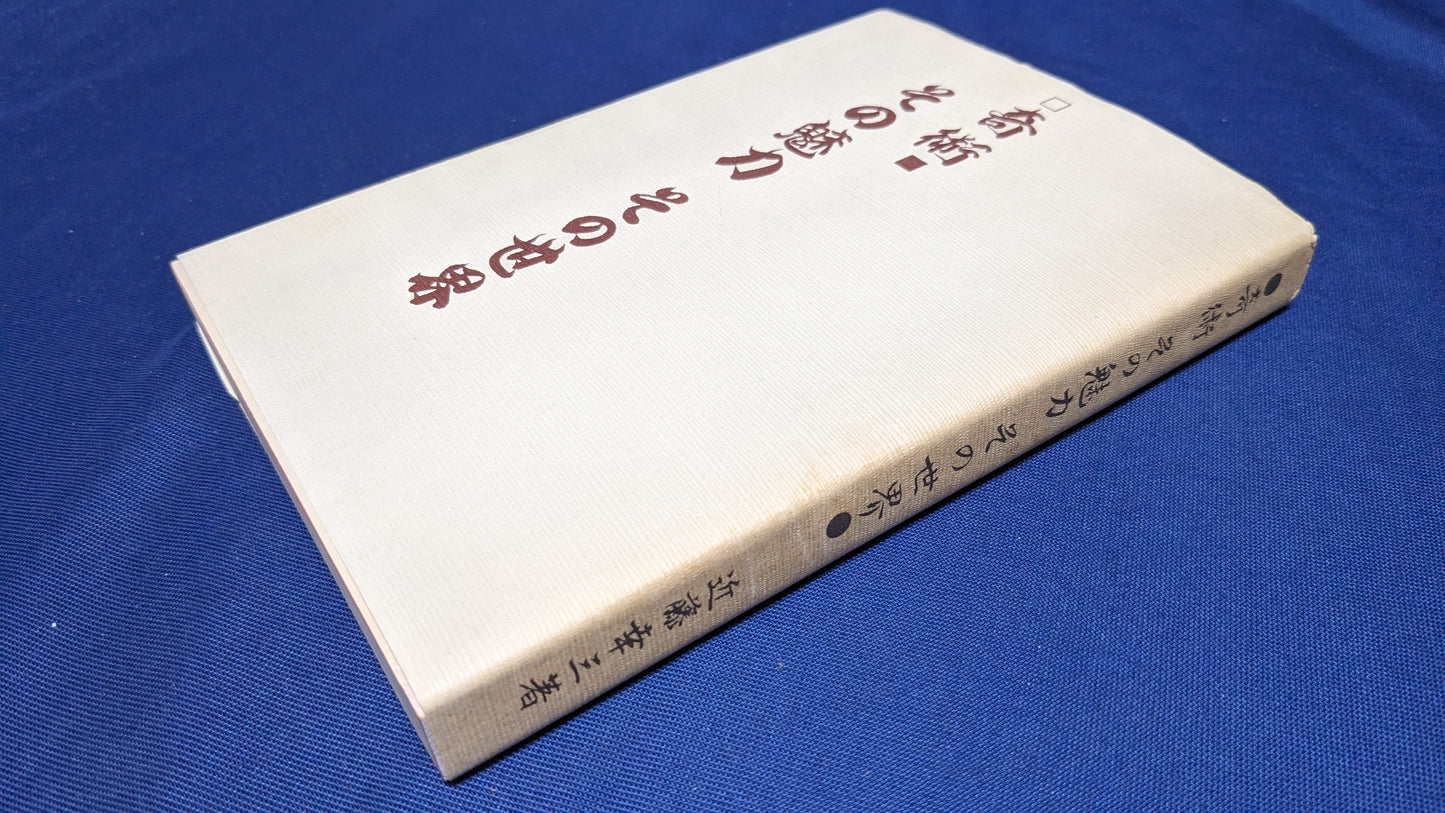 □奇術■
その魅力 その世界
●奇術 その魅力 その世界●
近藤幸三著